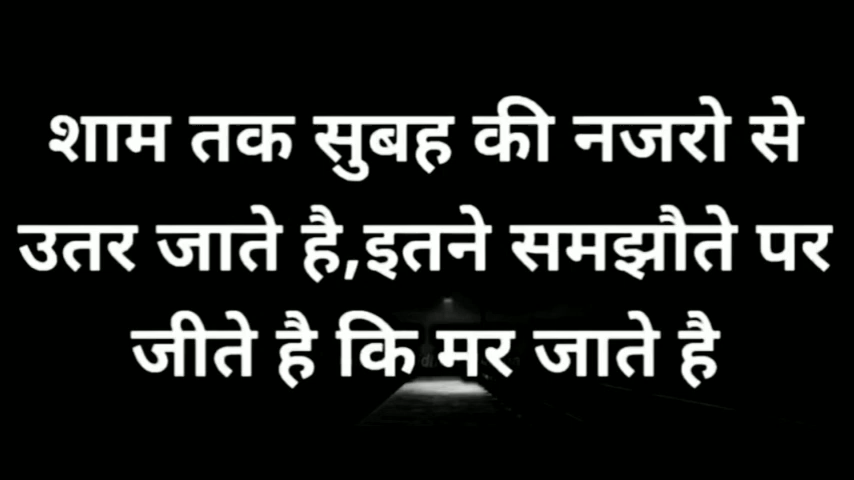 शाम तक सुबह की नजरो से
उतर जाते है,इतने समझौते पर
जीते है कि मर जाते है